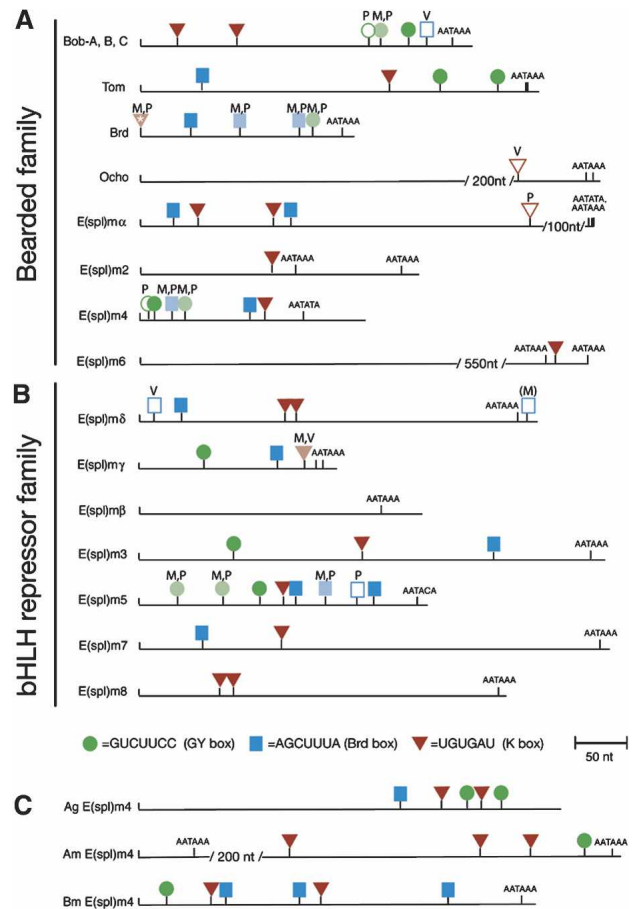 A
Bearded family
P M,P V
Bob-A, B, C AATAAA
Tom AATAAA
M,P M,P M,P M,P
Brd AATAAA
V
Ocho 200nt AATAAA
P AATATA,
AATAAA
E(spl)mα 100nt
E(spl)m2 AATAAA AATAAA
P M,P M,P
E(spl)m4 AATATA
E(spl)m6 550nt AATAAA AATAAA
B
bHLH repressor family
V (M)
E(spl)mδ AATAAA
M,V
E(spl)mγ AATAAA
E(spl)mβ AATAAA
E(spl)m3 AATAAA
M,P M,P M,P P
E(spl)m5 AATACA
E(spl)m7 AATAAA
E(spl)m8 AATAAA
=GUCUUCC (GY box) =AGCUUUA (Brd box) =UGUGAU (K box)
50 nt
C
Ag E(spl)m4
Am E(spl)m4 AATAAA 200 nt AATAAA
Bm E(spl)m4 AATAAA